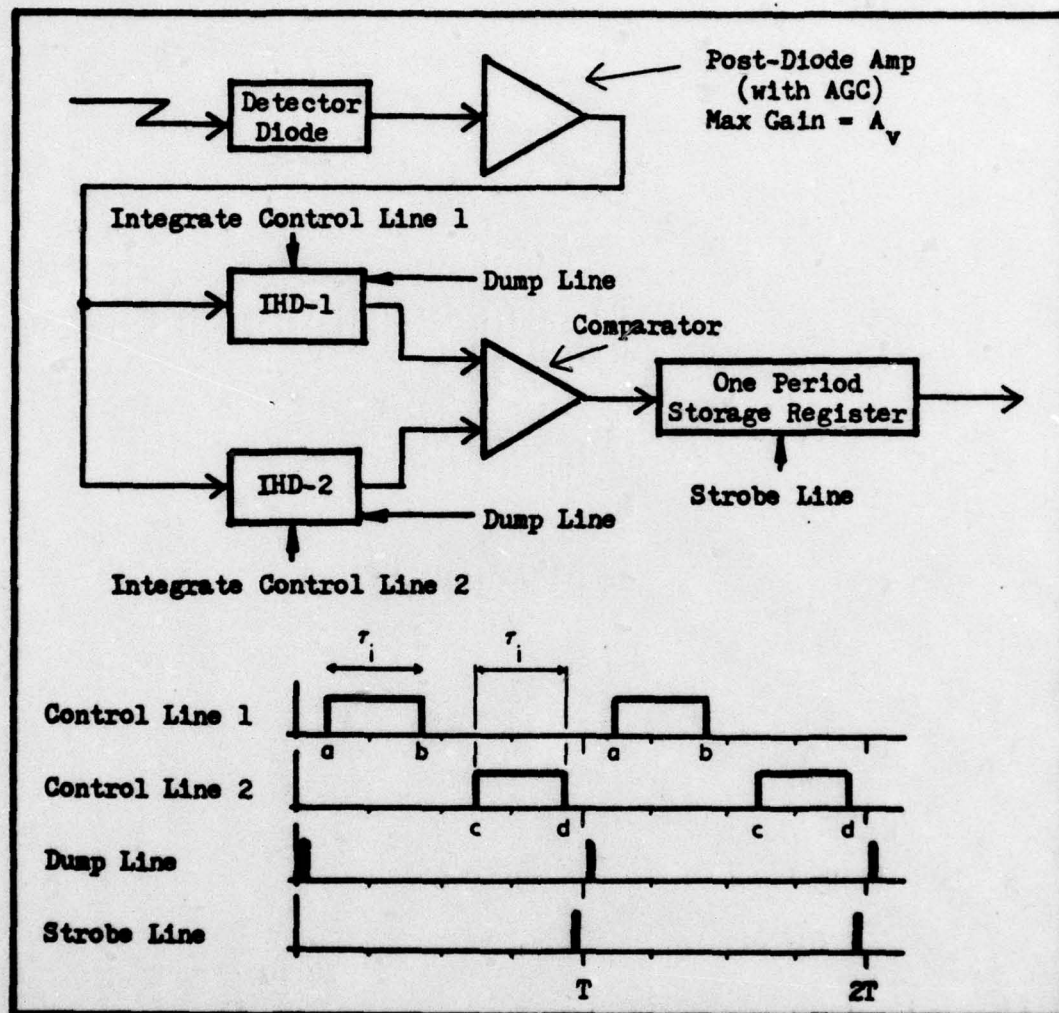 Post-Diode Amp
(with AGC)
Max Gain = A_v
Detector
Diode
Integrate Control Line 1
Dump Line
IHD-1
Comparator
One Period
Storage Register
IHD-2
Strobe Line
Dump Line
Integrate Control Line 2
τ_i τ_i
Control Line 1
a b a b
Control Line 2
c d c d
Dump Line
Strobe Line
T 2T